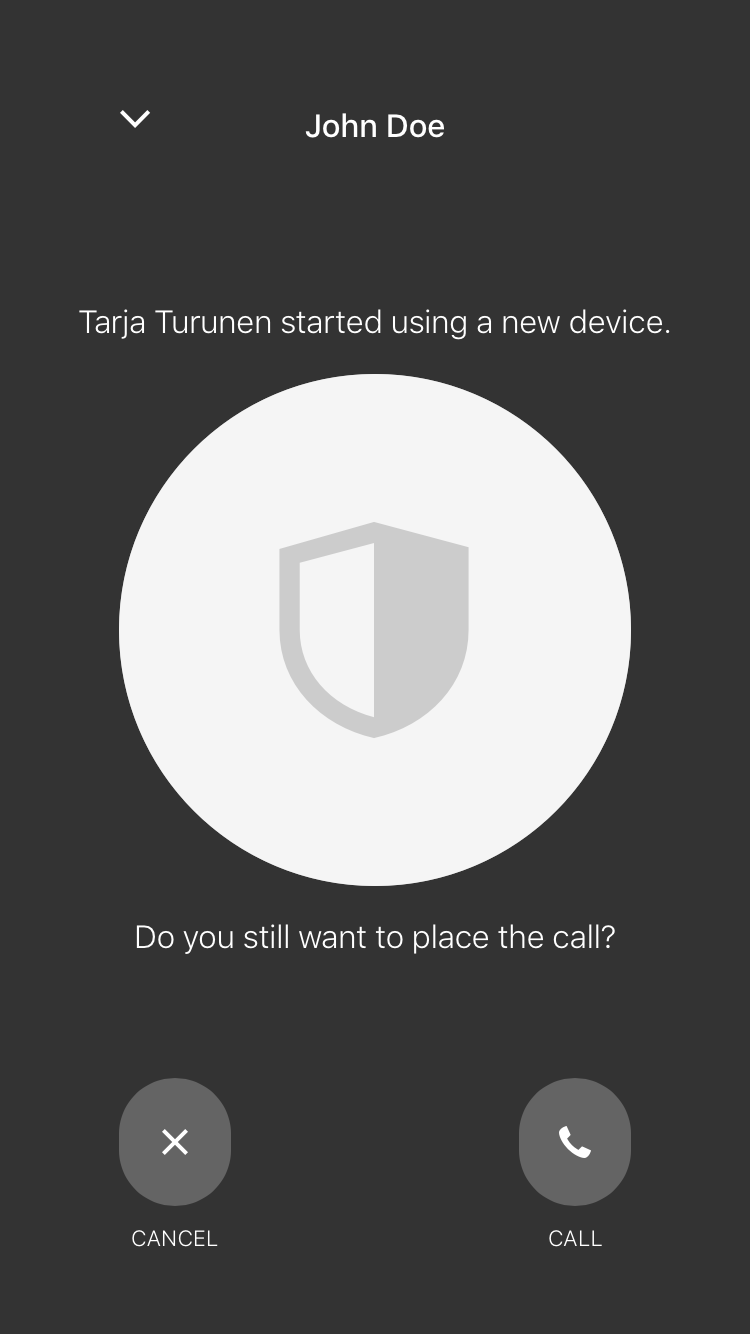 John Doe
Tarja Turunen started using a new device.
Do you still want to place the call?
CANCEL
CALL